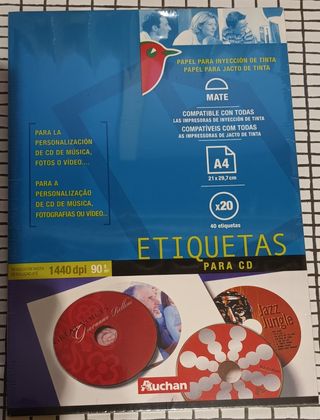 PAPEL PARA INYECCIÓN DE TINTA
PAPEL PARA JACTO DE TINTA
MATE
COMPATIBLE CON TODAS
LAS IMPRESORAS DE INYECCIÓN DE TINTA
COMPATÍVEIS COM TODAS
AS IMPRESSORAS DE JACTO DE TINTA
PARA LA
PERSONALIZACIÓN
DE CD DE MÚSICA,
FOTOS O VÍDEO....
A4
21 x 29,7cm
PARA A
PERSONALIZAÇÃO
DE CD DE MÚSICA,
FOTOGRAFIAS OU VÍDEO...
x20
40 etiquetas
ETIQUETAS
PARA CD
1440 dpi
90
Jazz
Jungle
Auchan